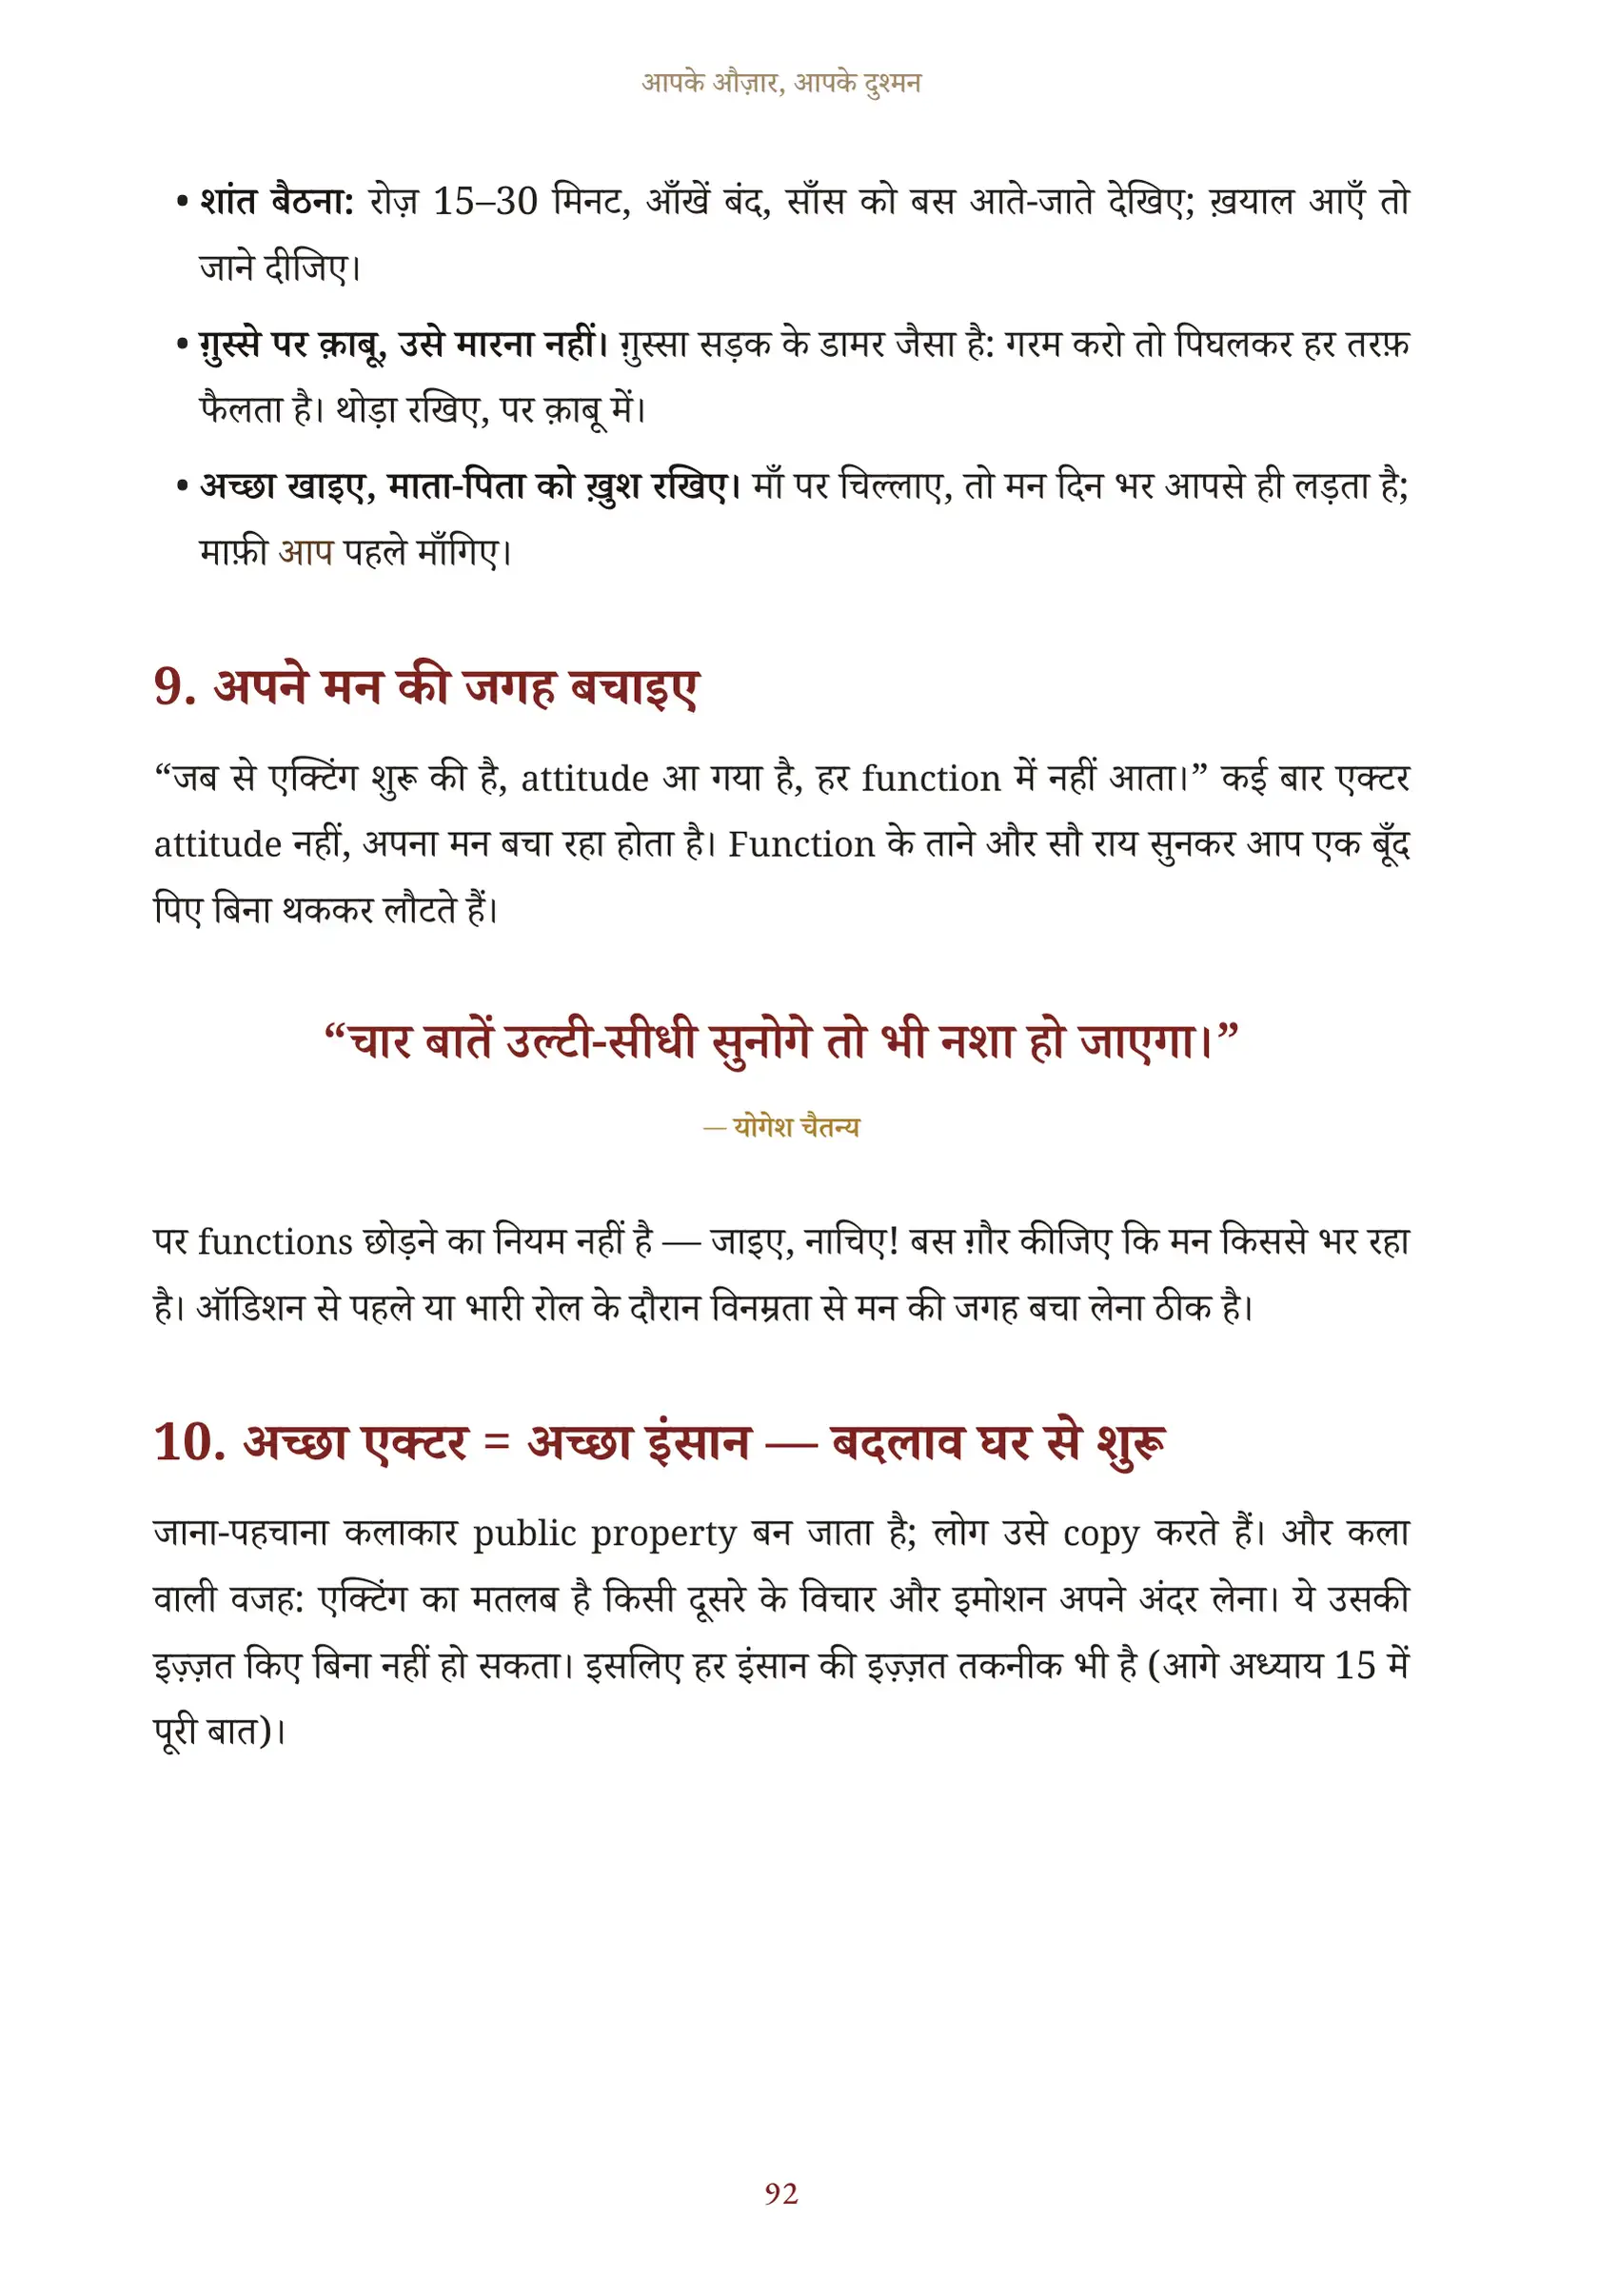 आपके औज़ार, आपके दुश्मन
• शांत बैठना: रोज़ 15–30 मिनट, आँखें बंद, साँस को बस आते-जाते देखिए; ख़याल आएँ तो
जाने दीजिए।
• ग़ुस्से पर क़ाबू, उसे मारना नहीं। ग़ुस्सा सड़क के डामर जैसा है: गरम करो तो पिघलकर हर तरफ़
फैलता है। थोड़ा रखिए, पर क़ाबू में।
• अच्छा खाइए, माता-पिता को ख़ुश रखिए। माँ पर चिल्लाए, तो मन दिन भर आपसे ही लड़ता है;
माफ़ी आप पहले माँगिए।
9. अपने मन की जगह बचाइए
“जब से एक्टिंग शुरू की है, attitude आ गया है, हर function में नहीं आता।” कई बार एक्टर
attitude नहीं, अपना मन बचा रहा होता है। Function के ताने और सौ राय सुनकर आप एक बूँद
पिए बिना थककर लौटते हैं।
“चार बातें उल्टी-सीधी सुनोगे तो भी नशा हो जाएगा।”
— योगेश चैतन्य
पर functions छोड़ने का नियम नहीं है — जाइए, नाचिए! बस ग़ौर कीजिए कि मन किससे भर रहा
है। ऑडिशन से पहले या भारी रोल के दौरान विनम्रता से मन की जगह बचा लेना ठीक है।
10. अच्छा एक्टर = अच्छा इंसान — बदलाव घर से शुरू
जाना-पहचाना कलाकार public property बन जाता है; लोग उसे copy करते हैं। और कला
वाली वजह: एक्टिंग का मतलब है किसी दूसरे के विचार और इमोशन अपने अंदर लेना। ये उसकी
इज़्ज़त किए बिना नहीं हो सकता। इसलिए हर इंसान की इज़्ज़त तकनीक भी है (आगे अध्याय 15 में
पूरी बात)।
92